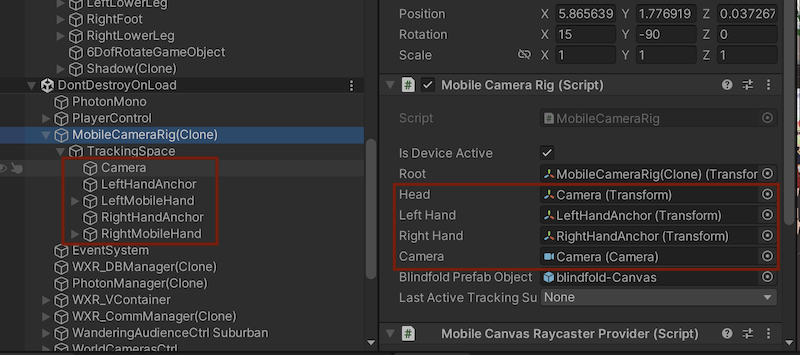 LeftLowerLeg
RightFoot
RightLowerLeg
6DofRotateGameObject
Shadow(Clone)
DontDestroyOnLoad
PhotonMono
PlayerControl
MobileCameraRig(Clone)
TrackingSpace
Camera
LeftHandAnchor
LeftMobileHand
RightHandAnchor
RightMobileHand
EventSystem
WXR_DBManager(Clone)
PhotonManager(Clone)
WXR_VContainer
WXR_CommManager(Clone)
WanderingAudienceCtrl Suburban
WorldCamerasCtrl
Position X 5.865639 Y 1.776919 Z 0.037267
Rotation X 15 Y -90 Z 0
Scale X 1 Y 1 Z 1
# Mobile Camera Rig (Script)
Script # MobileCameraRig
Is Device Active
Root MobileCameraRig(Clone) (Transfor
Head Camera (Transform)
Left Hand LeftHandAnchor (Transform)
Right Hand RightHandAnchor (Transform)
Camera Camera (Camera)
Blindfold Prefab Object blindfold-Canvas
Last Active Tracking Su None
# Mobile Canvas Raycaster Provider (Script)